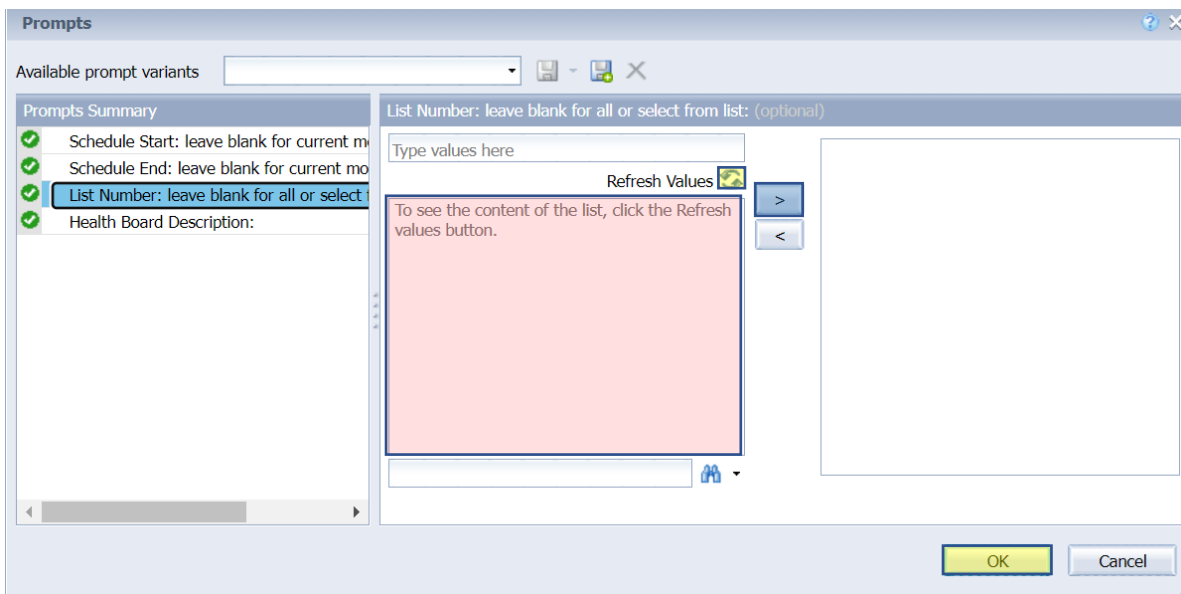 Prompts
Available prompt variants
Prompts Summary
Schedule Start: leave blank for current m
Schedule End: leave blank for current mo
List Number: leave blank for all or select f
Health Board Description:
List Number: leave blank for all or select from list: (optional)
Type values here
Refresh Values
To see the content of the list, click the Refresh
values button.
>
<
OK
Cancel